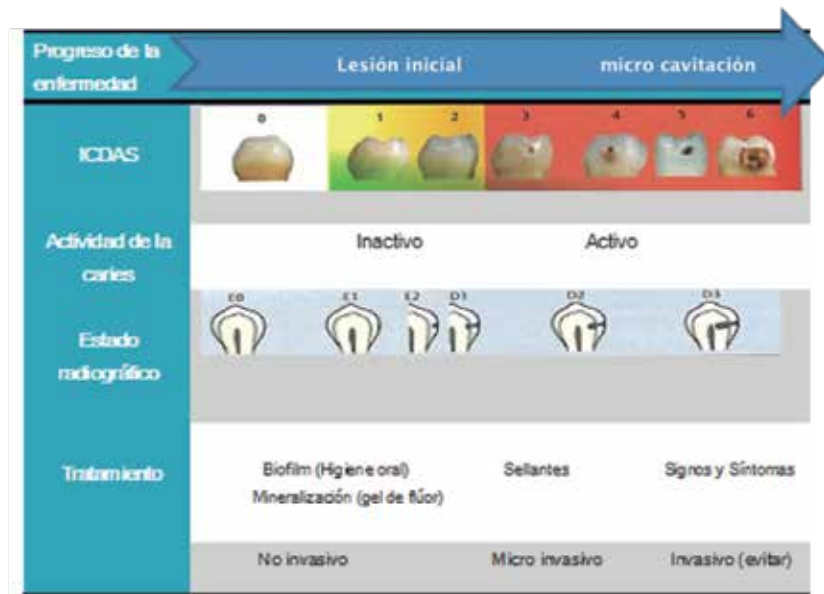 Progreso de la
enfermedad
Lesión inicial
micro cavitación
ICDAS
0 1 2 3 4 5 6
Actividad de la
caries
Inactivo
Activo
E0 E1 E2 D1 D2 D3
Estado
radiográfico
Tratamiento
Biofilm (Higiene oral)
Mineralización (gel de flúor)
Sellantes
Signos y Síntomas
No invasivo
Micro invasivo
Invasivo (evitar)